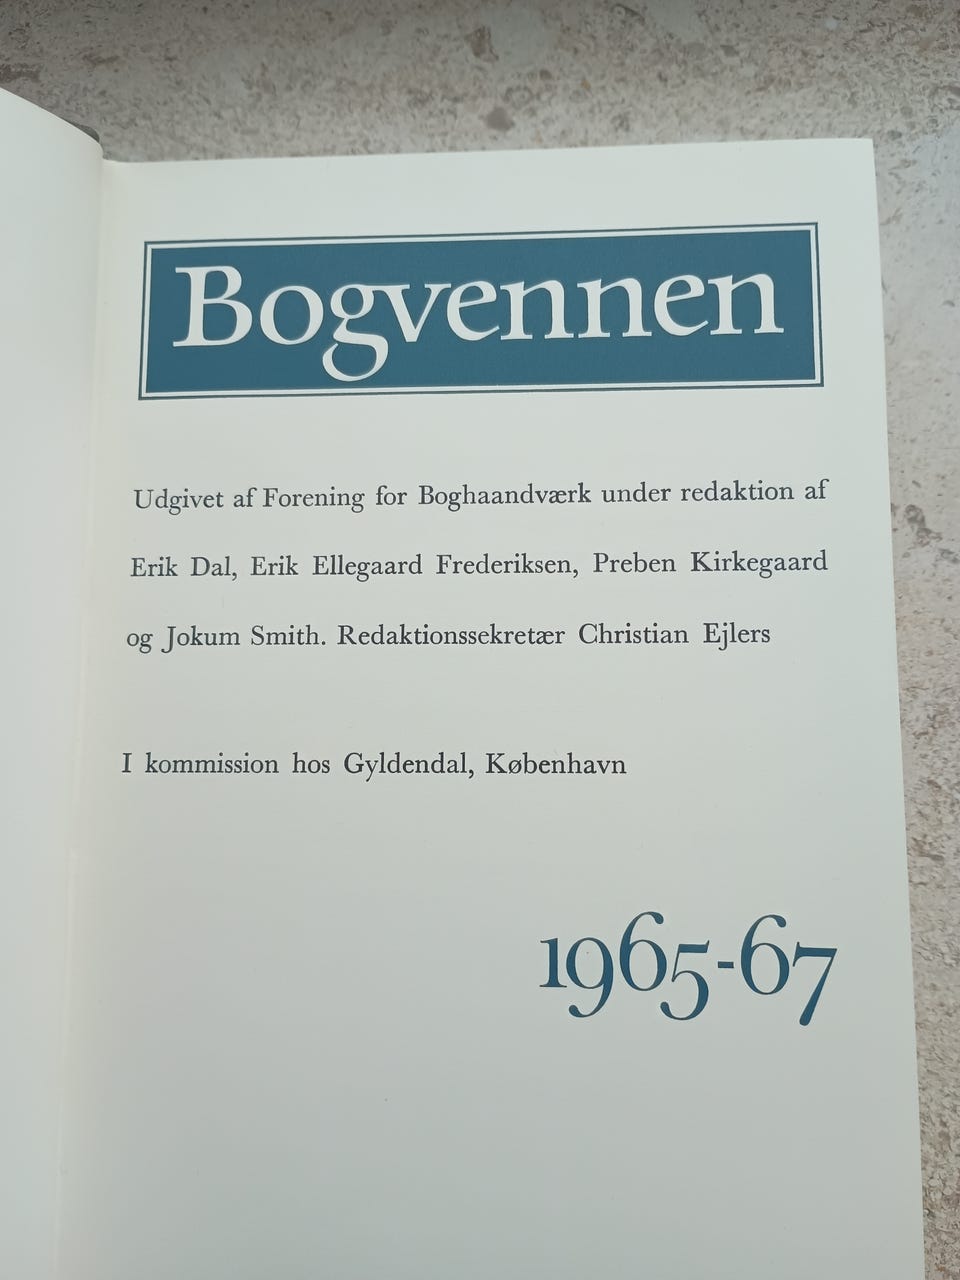 Bogvennen
Udgivet af Forening for Boghaandværk under redaktion af
Erik Dal, Erik Ellegaard Frederiksen, Preben Kirkegaard
og Jokum Smith. Redaktionssekretær Christian Ejlers
I kommission hos Gyldendal, København
1965-67